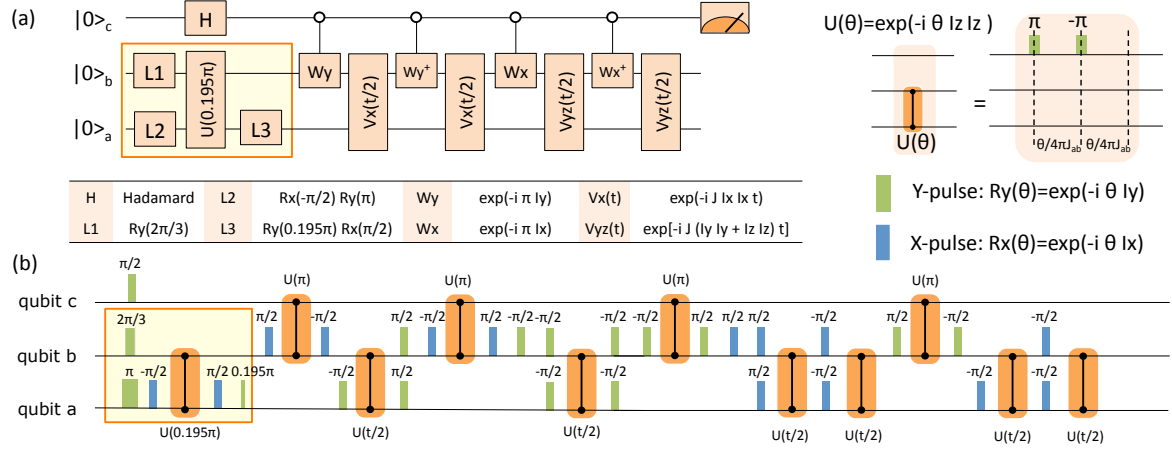 (a)
|0>c H
|0>b L1 U(0.195π) Wy Vx(t/2) Wy⁺ Vx(t/2) Wx Vyz(t/2) Wx⁺ Vyz(t/2)
|0>a L2 L3
U(θ)=exp(-i θ Iz Iz )
π -π
=
U(θ)
θ/4πJab θ/4πJab
H Hadamard L2 Rx(-π/2) Ry(π) Wy exp(-i π Iy) Vx(t) exp(-i J Ix Ix t)
L1 Ry(2π/3) L3 Ry(0.195π) Rx(π/2) Wx exp(-i π Ix) Vyz(t) exp[-i J (Iy Iy + Iz Iz) t]
Y-pulse: Ry(θ)=exp(-i θ Iy)
X-pulse: Rx(θ)=exp(-i θ Ix)
(b)
π/2 U(π) U(π) U(π) U(π)
qubit c
2π/3 π/2 -π/2 π/2 -π/2 π/2 -π/2 -π/2 -π/2 -π/2 π/2 π/2 π/2 -π/2 π/2 -π/2 -π/2
qubit b
π -π/2 π/2 0.195π -π/2 π/2 -π/2 -π/2 π/2 -π/2 π/2 -π/2
qubit a
U(0.195π) U(t/2) U(t/2) U(t/2) U(t/2) U(t/2) U(t/2)